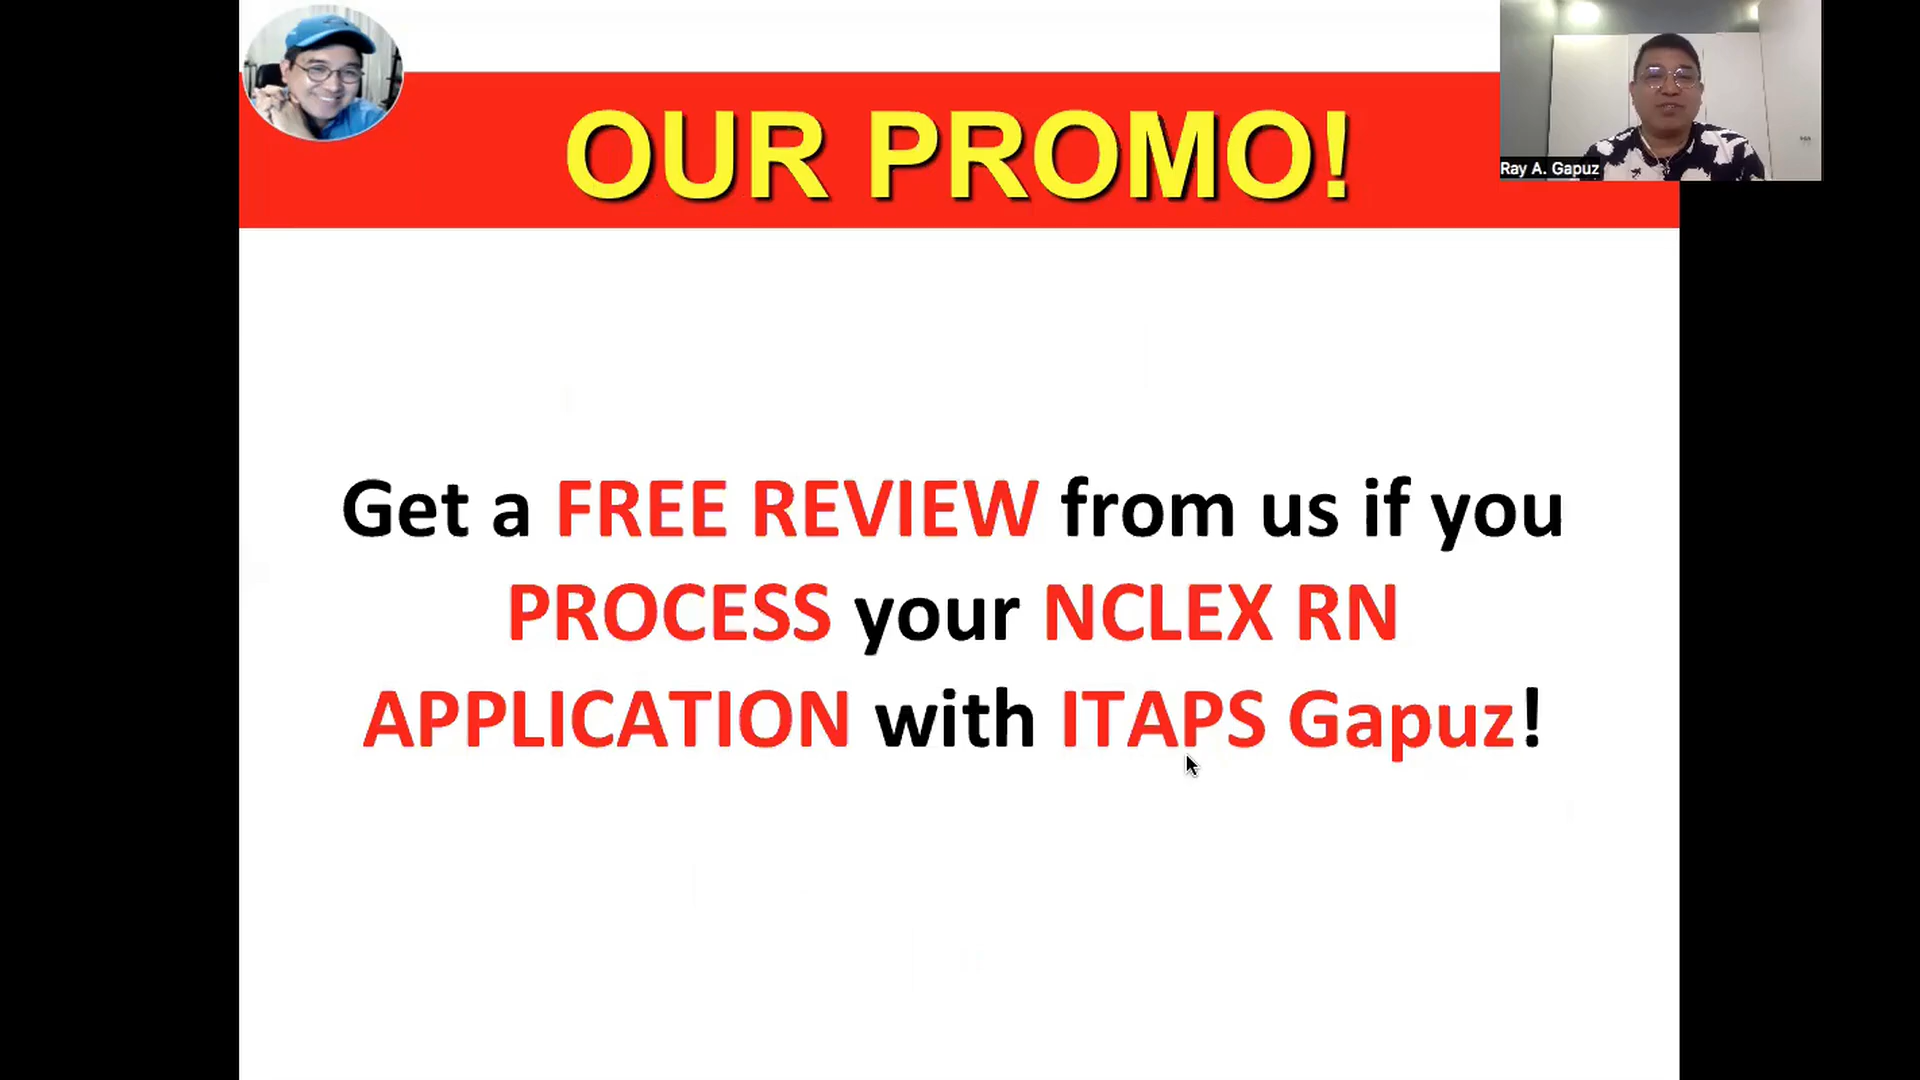 OUR PROMO!
Ray A. Gapuz
Get a FREE REVIEW from us if you
PROCESS your NCLEX RN
APPLICATION with ITAPS Gapuz!